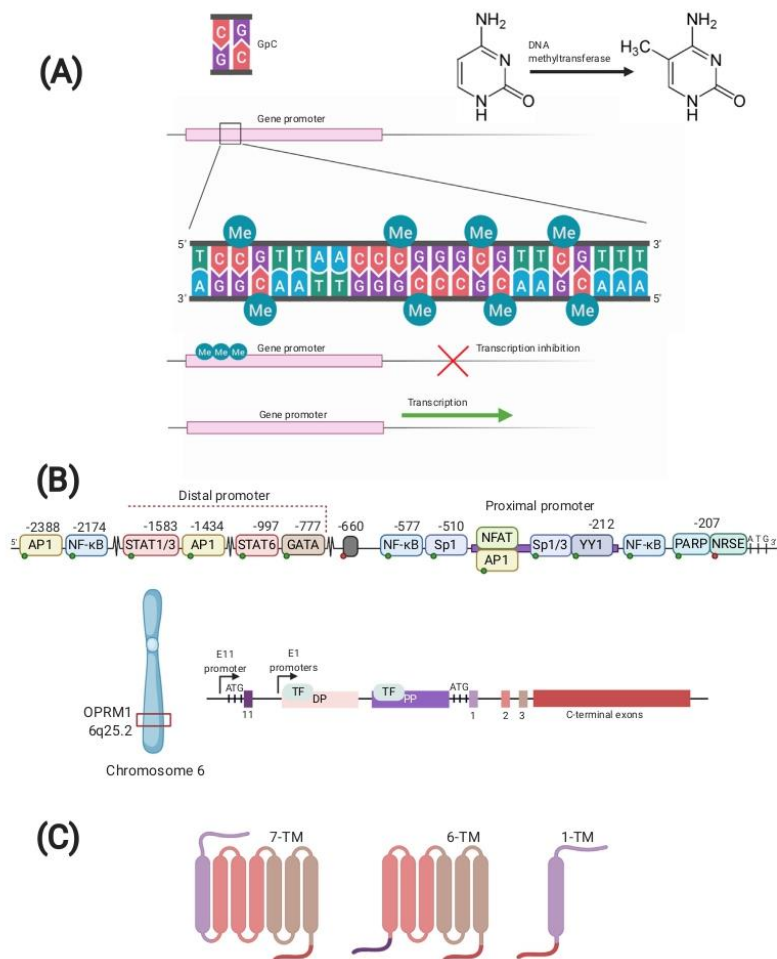 (A)
C G
G C
GpC
NH₂
N
N
H
O
DNA
methyltransferase
NH₂
H₃C
N
N
H
O
Gene promoter
Me Me Me Me
5' T C C G T T A A C C C G G G C G T T C G T T T 3'
3' A G G C A A T T G G G C C C G C A A G C A A A 5'
Me Me Me Me
Me Me Me Gene promoter
Transcription inhibition
Transcription
Gene promoter
(B)
Distal promoter
Proximal promoter
-2388 -2174 -1583 -1434 -997 -777 -660 -577 -510 -212 -207
5' AP1 NF-κB STAT1/3 AP1 STAT6 GATA NF-κB Sp1 NFAT AP1 Sp1/3 YY1 NF-κB PARP NRSE A T G 3'
E11
promoter
E1
promoters
ATG
TF
DP
TF
PP
ATG
11
1
2
3
C-terminal exons
OPRM1
6q25.2
Chromosome 6
(C)
7-TM
6-TM
1-TM